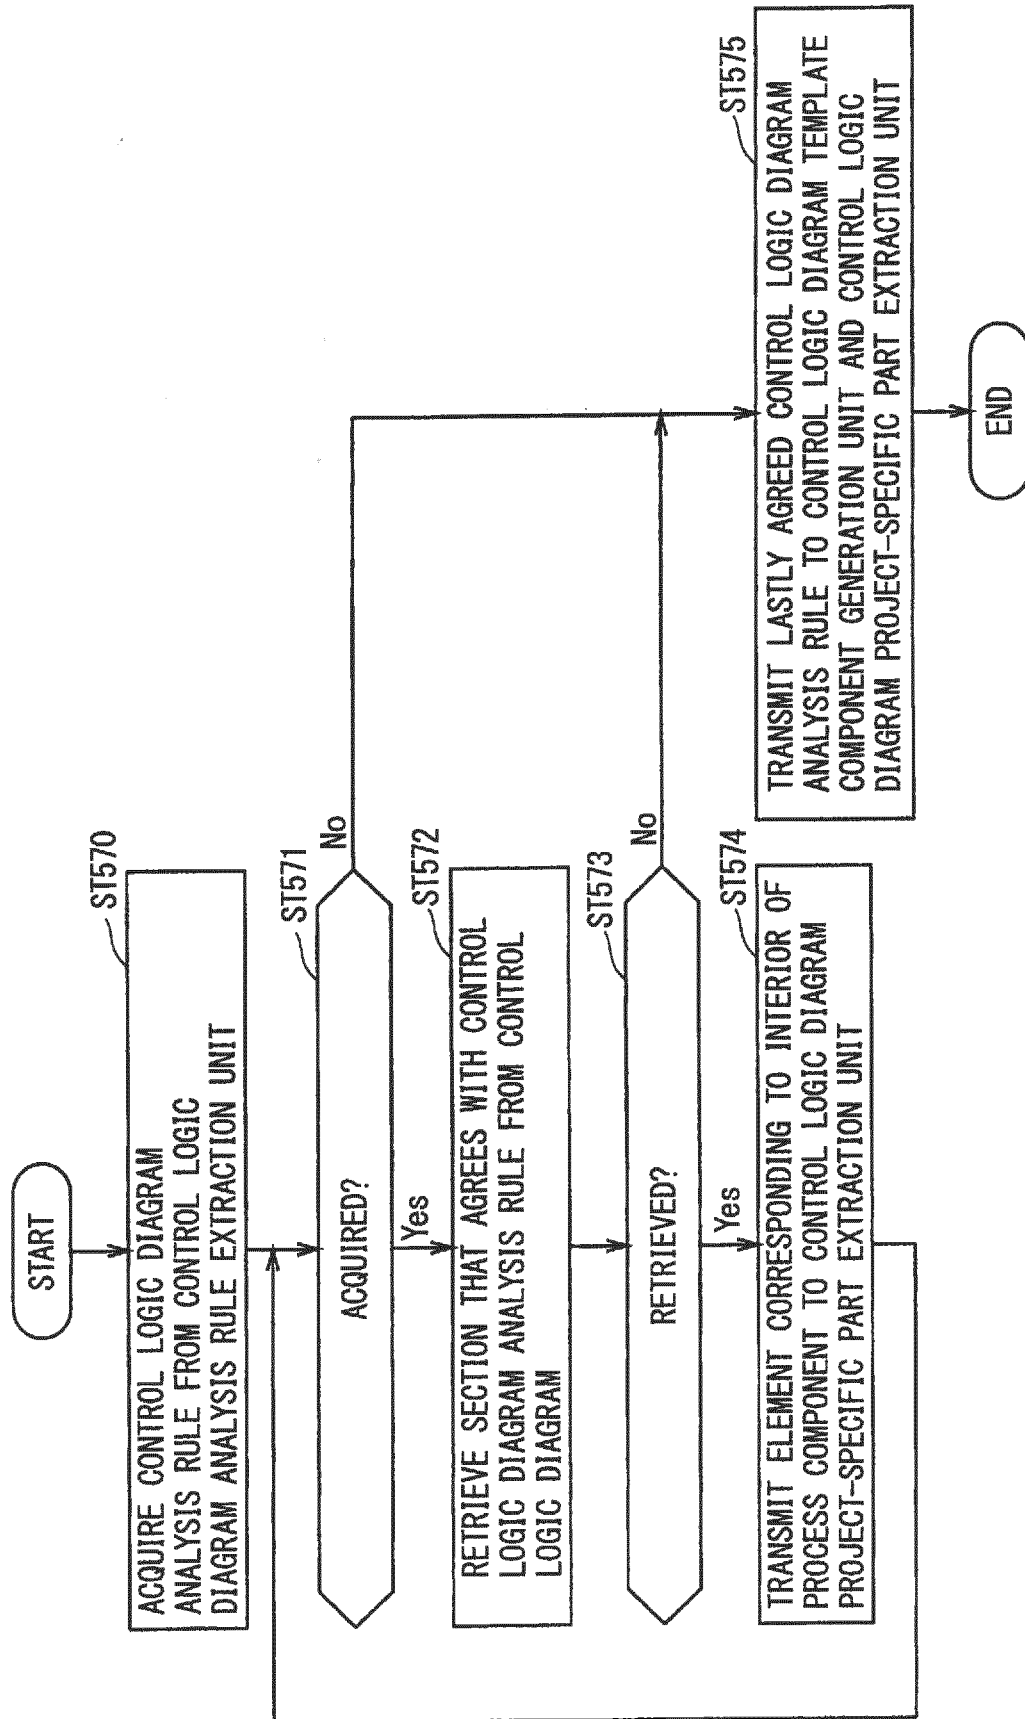 START
ST570
ACQUIRE CONTROL LOGIC DIAGRAM
ANALYSIS RULE FROM CONTROL LOGIC
DIAGRAM ANALYSIS RULE EXTRACTION UNIT
ST571
ACQUIRED?
No
Yes
ST572
RETRIEVE SECTION THAT AGREES WITH CONTROL
LOGIC DIAGRAM ANALYSIS RULE FROM CONTROL
LOGIC DIAGRAM
ST573
RETRIEVED?
No
Yes
ST574
TRANSMIT ELEMENT CORRESPONDING TO INTERIOR OF
PROCESS COMPONENT TO CONTROL LOGIC DIAGRAM
PROJECT-SPECIFIC PART EXTRACTION UNIT
ST575
TRANSMIT LASTLY AGREED CONTROL LOGIC DIAGRAM
ANALYSIS RULE TO CONTROL LOGIC DIAGRAM TEMPLATE
COMPONENT GENERATION UNIT AND CONTROL LOGIC
DIAGRAM PROJECT-SPECIFIC PART EXTRACTION UNIT
END